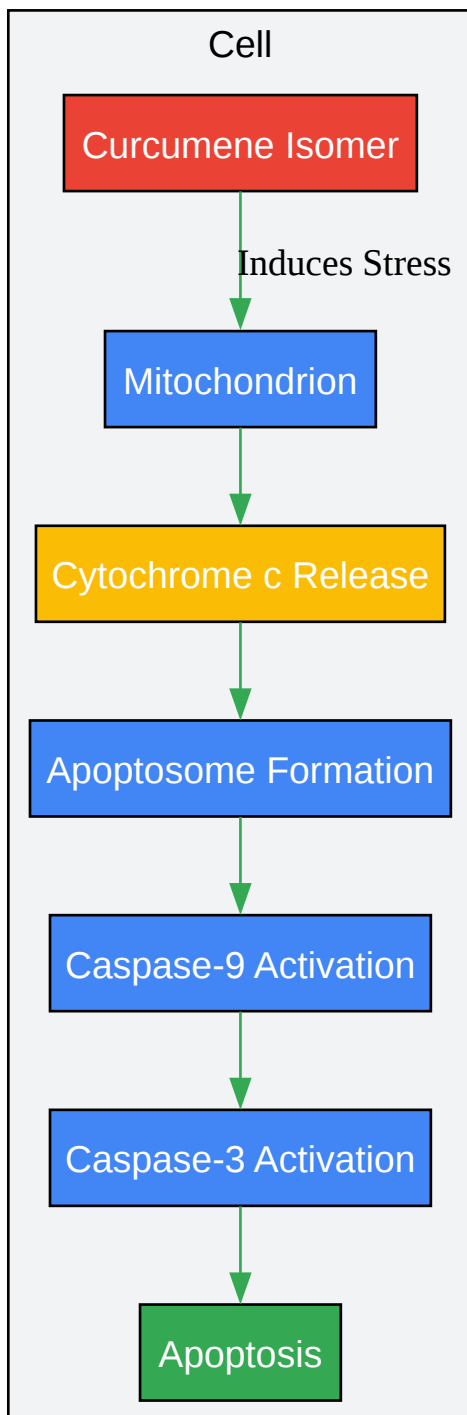 Cell
Curcumene Isomer
Induces Stress
Mitochondrion
Cytochrome c Release
Apoptosome Formation
Caspase-9 Activation
Caspase-3 Activation
Apoptosis